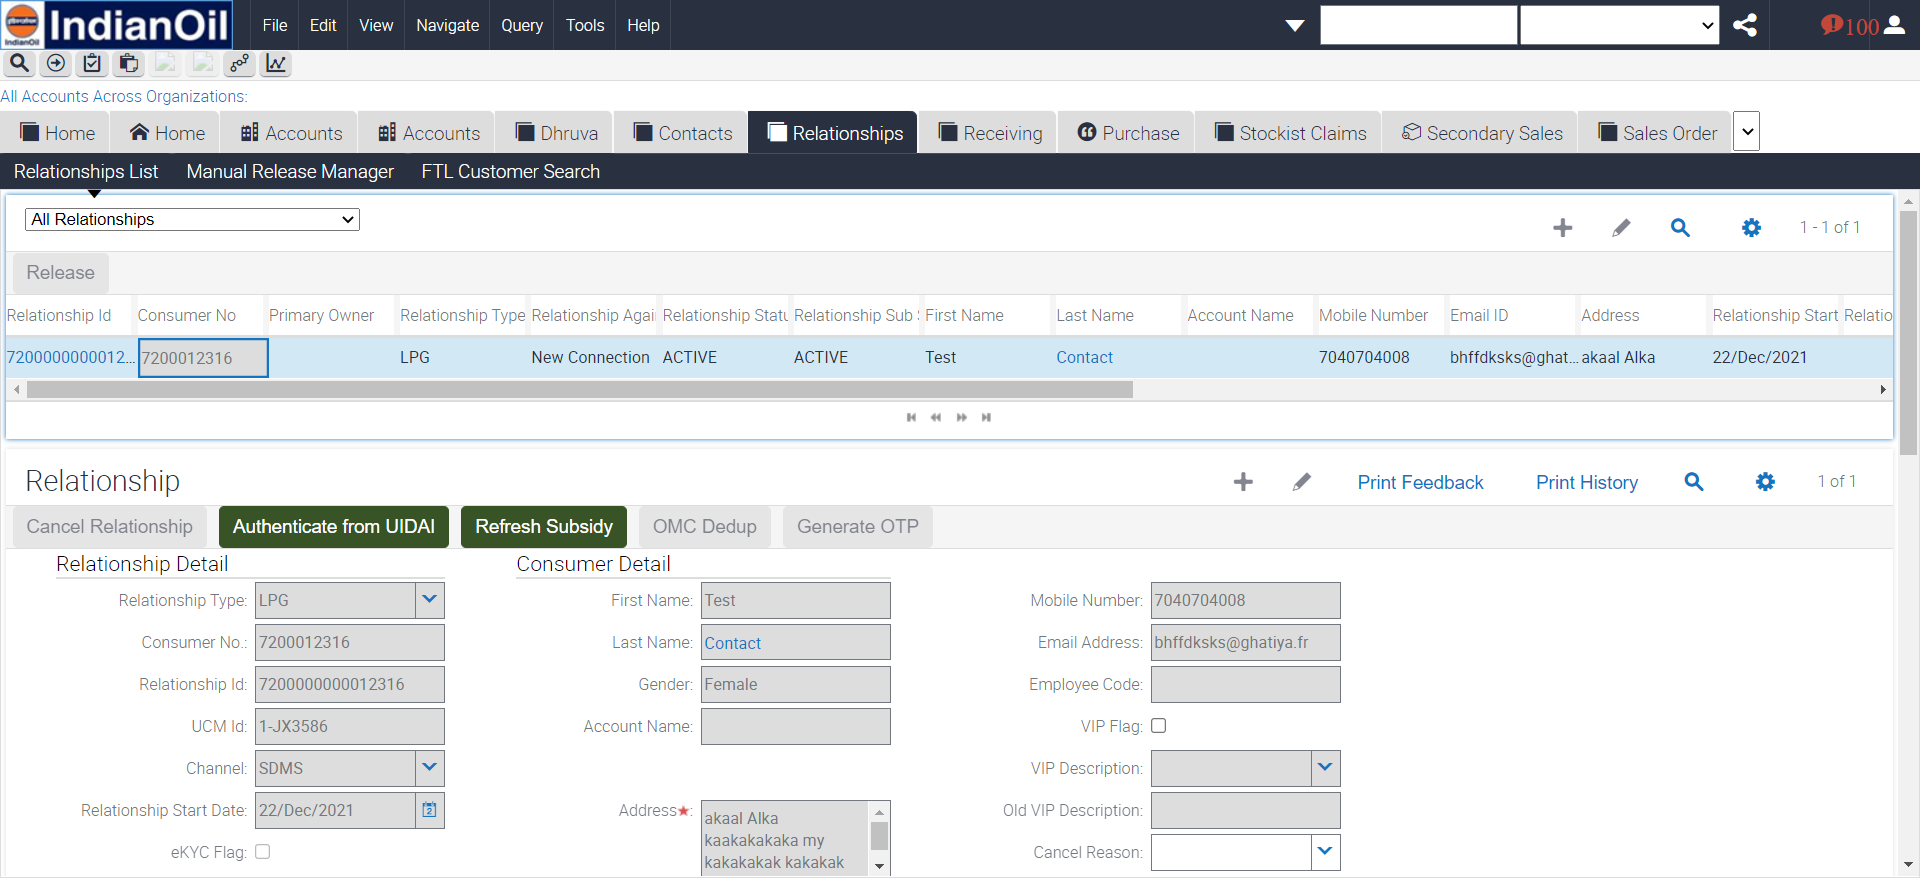 IndianOil
IndianOil File Edit View Navigate Query Tools Help 100
All Accounts Across Organizations:
Home Home Accounts Accounts Dhruva Contacts Relationships Receiving Purchase Stockist Claims Secondary Sales Sales Order
Relationships List Manual Release Manager FTL Customer Search
All Relationships 1 - 1 of 1
Release
Relationship Id Consumer No Primary Owner Relationship Type Relationship Agai Relationship Statu Relationship Sub First Name Last Name Account Name Mobile Number Email ID Address Relationship Start Relatio
7200000000012... 7200012316 LPG New Connection ACTIVE ACTIVE Test Contact 7040704008 bhffdksks@ghat... akaal Alka 22/Dec/2021
Relationship Print Feedback Print History 1 of 1
Cancel Relationship Authenticate from UIDAI Refresh Subsidy OMC Dedup Generate OTP
Relationship Detail Consumer Detail
Relationship Type: LPG First Name: Test Mobile Number: 7040704008
Consumer No.: 7200012316 Last Name: Contact Email Address: bhffdksks@ghatiya.fr
Relationship Id: 7200000000012316 Gender: Female Employee Code:
UCM Id: 1-JX3586 Account Name: VIP Flag:
Channel: SDMS VIP Description:
Relationship Start Date: 22/Dec/2021 2 Address★: akaal Alka Old VIP Description:
kaakakakaka my
eKYC Flag: kakakakak kakakak Cancel Reason: